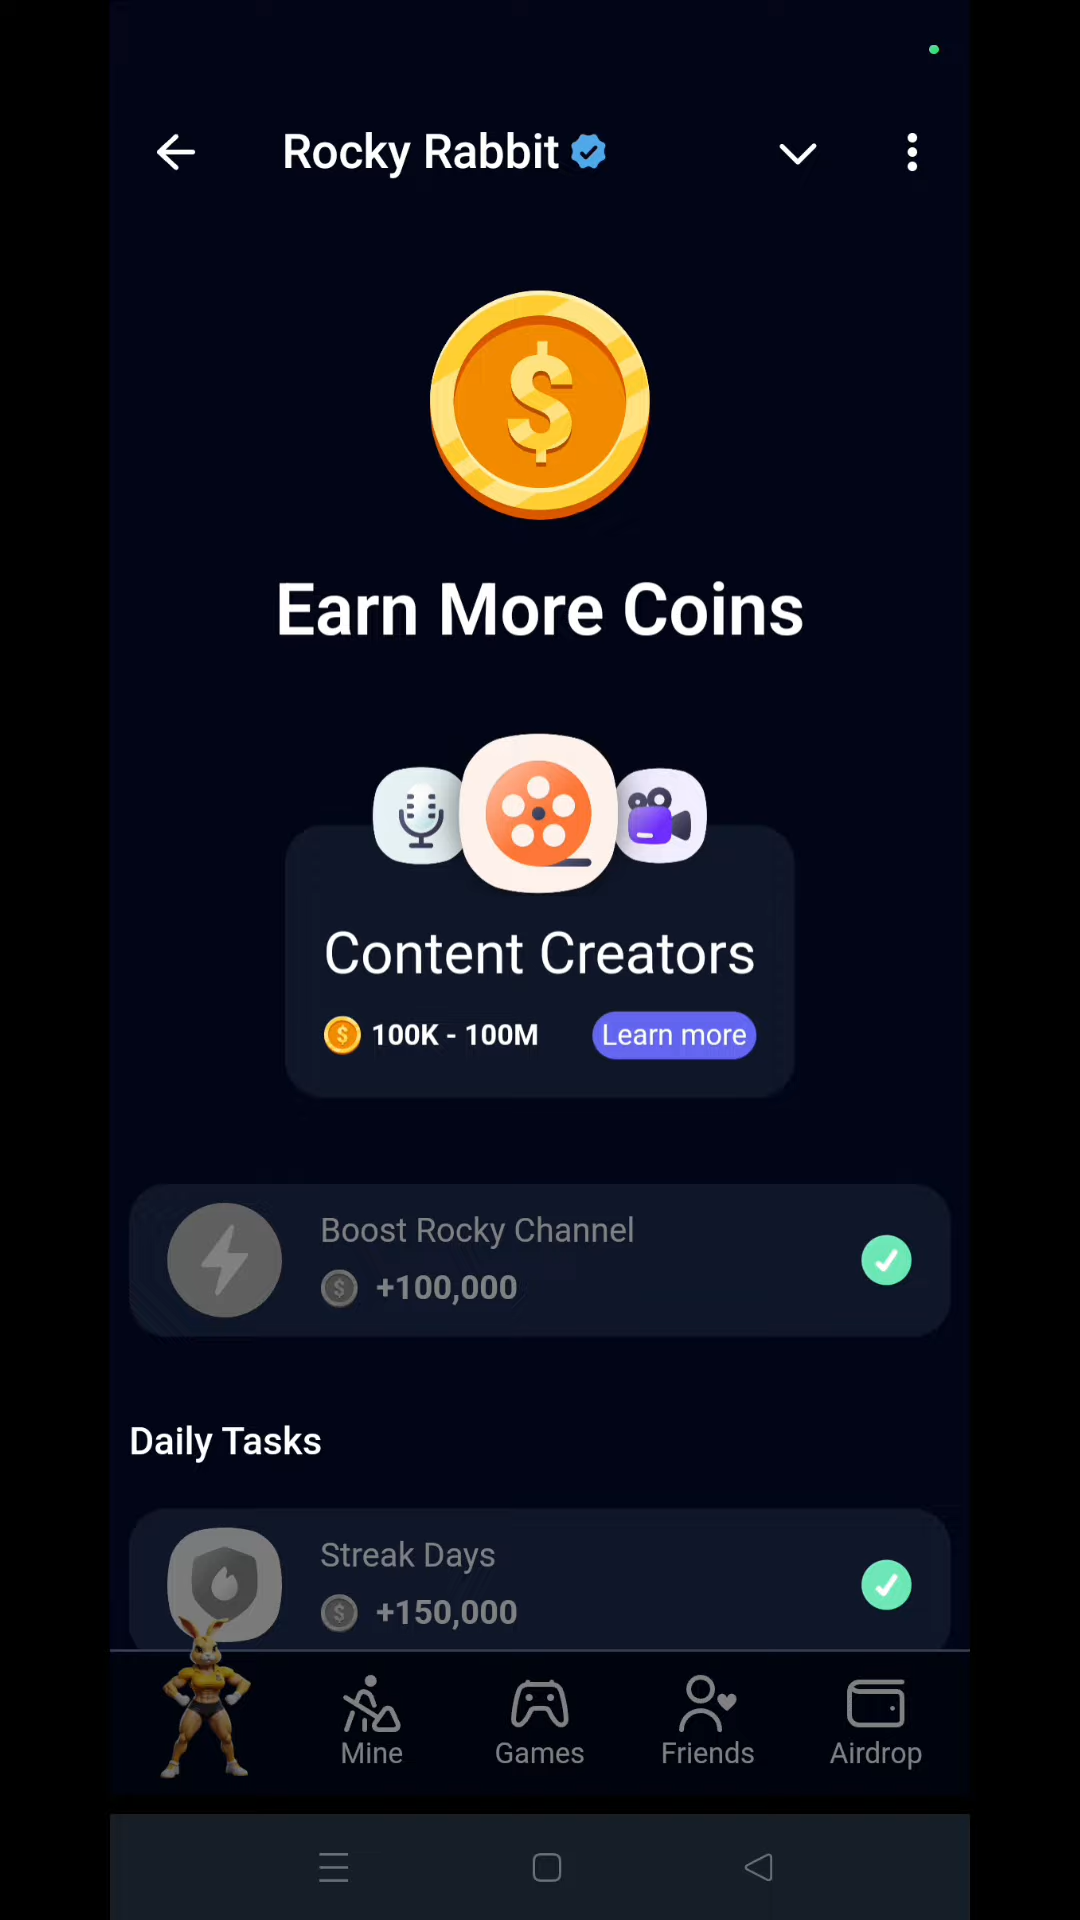 Rocky Rabbit
Earn More Coins
Content Creators
100K - 100M
Learn more
Boost Rocky Channel
+100,000
Daily Tasks
Streak Days
+150,000
Mine
Games
Friends
Airdrop